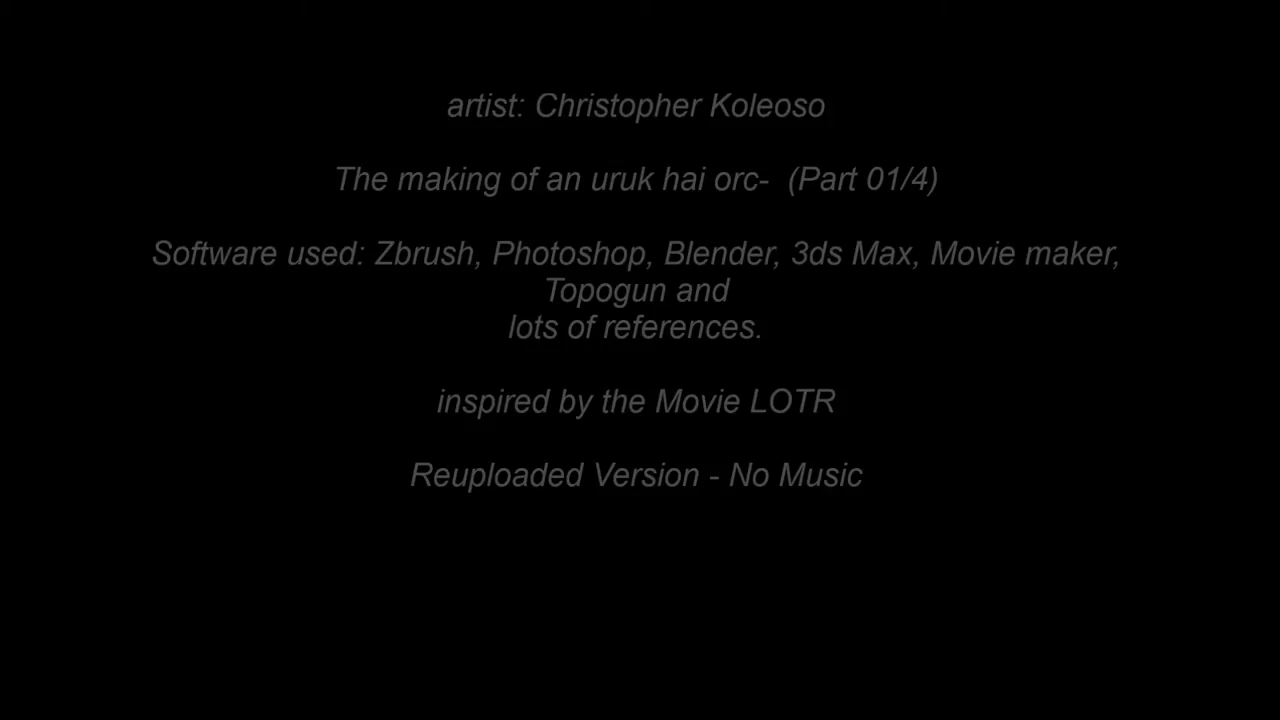 artist: Christopher Koleoso
The making of an uruk hai orc-  (Part 01/4)
Software used: Zbrush, Photoshop, Blender, 3ds Max, Movie maker,
Topogun and
lots of references.
inspired by the Movie LOTR
Reuploaded Version - No Music